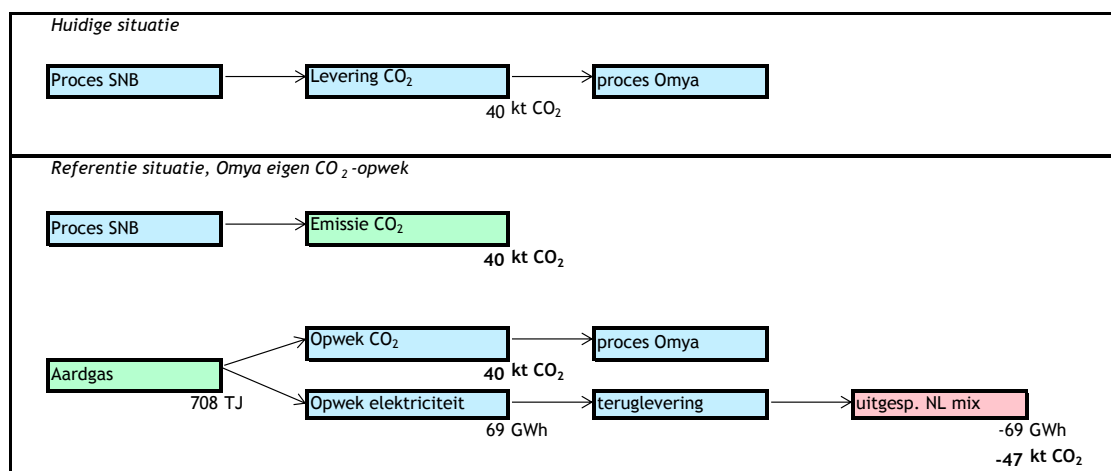 Huidige situatie
Proces SNB
Levering CO₂
proces Omya
40 kt CO₂
Referentie situatie, Omya eigen CO₂-opwek
Proces SNB
Emissie CO₂
40 kt CO₂
Opwek CO₂
proces Omya
Aardgas
40 kt CO₂
708 TJ
Opwek elektriciteit
teruglevering
uitgesp. NL mix
69 GWh
-69 GWh
-47 kt CO₂